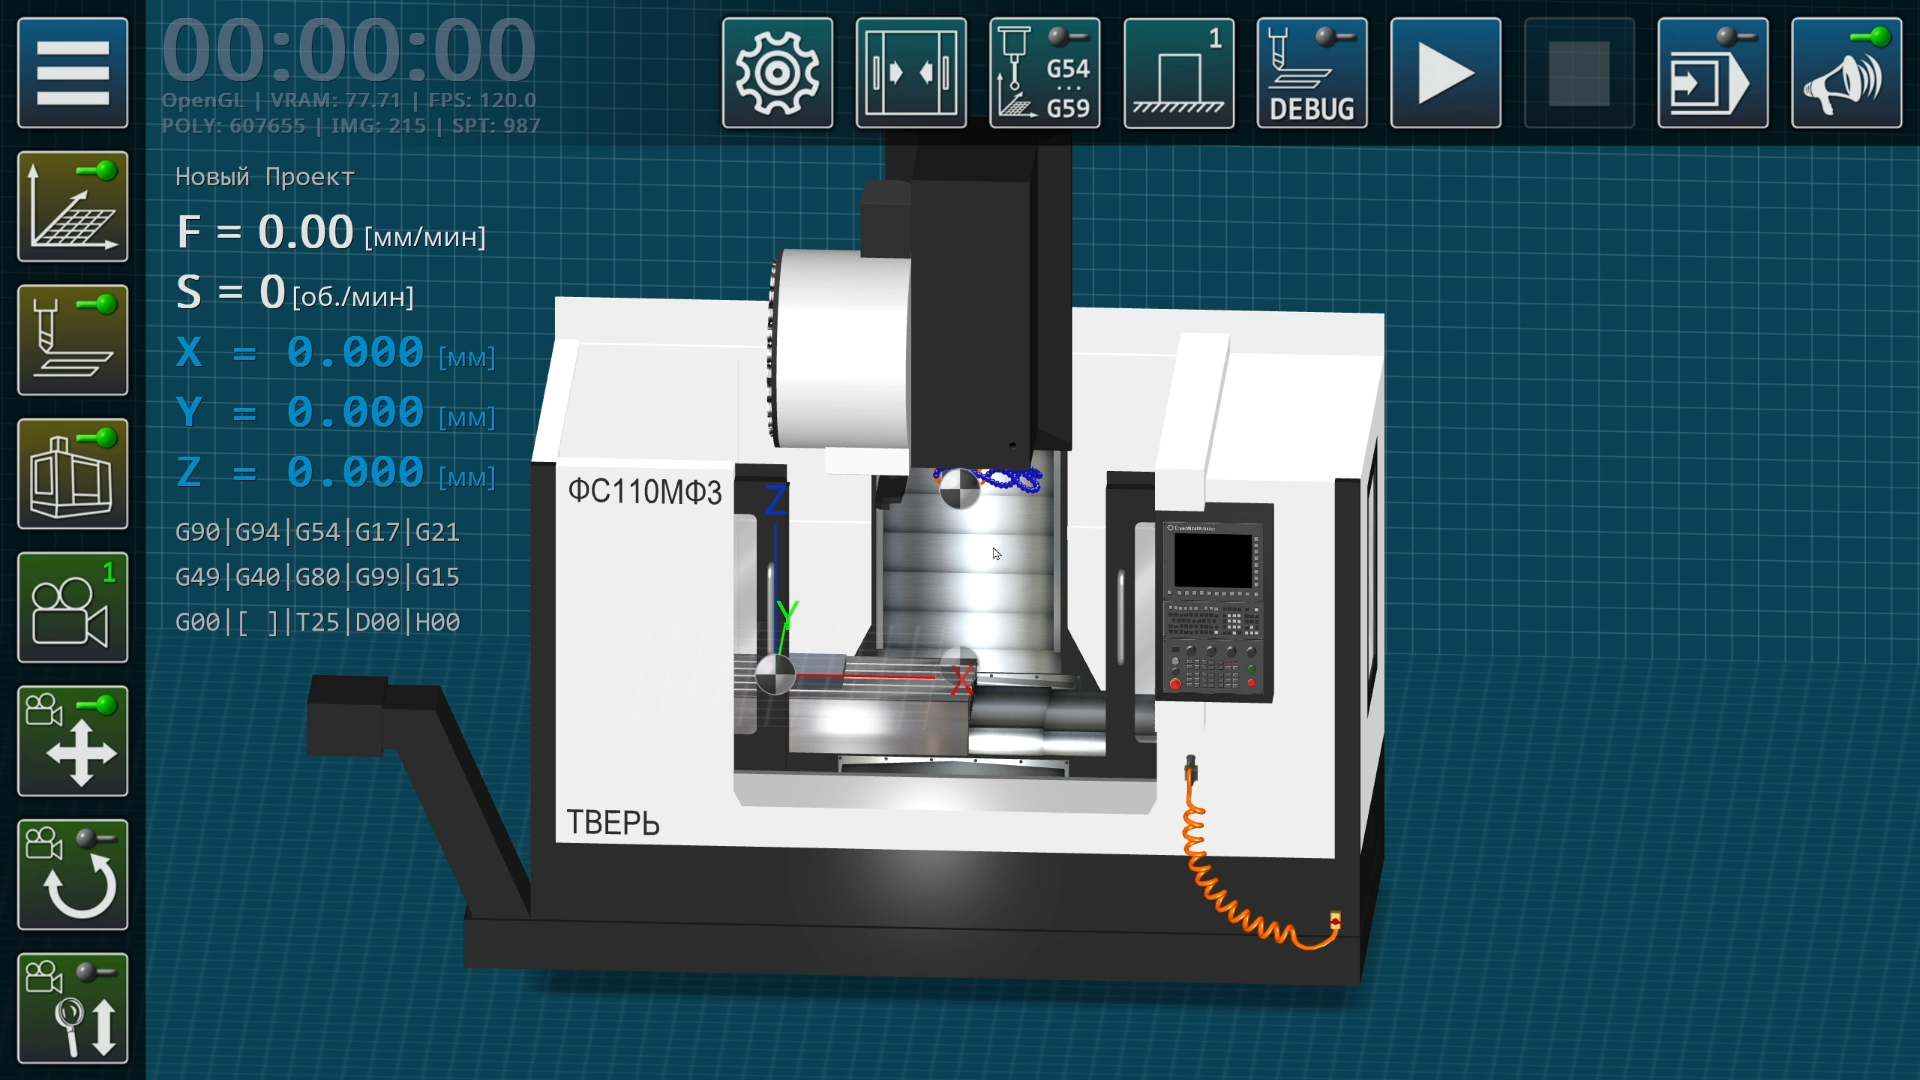 00:00:00
OpenGL | VRAM: 77.71 | FPS: 120.0
POLY: 607655 | IMG: 215 | SPT: 987
Новый Проект
F = 0.00 [мм/мин]
S = 0 [об./мин]
X = 0.000 [мм]
Y = 0.000 [мм]
Z = 0.000 [мм]
G90|G94|G54|G17|G21
G49|G40|G80|G99|G15
G00|[ ]|T25|D00|H00
G54
...
G59
1
DEBUG
1
ФС110МФ3
Z
Y
X
ТВЕРЬ